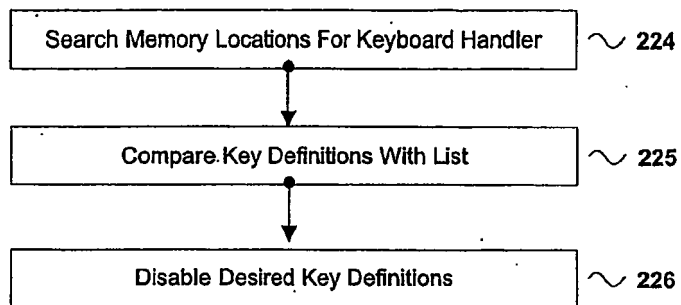 Search Memory Locations For Keyboard Handler 224
Compare Key Definitions With List 225
Disable Desired Key Definitions 226